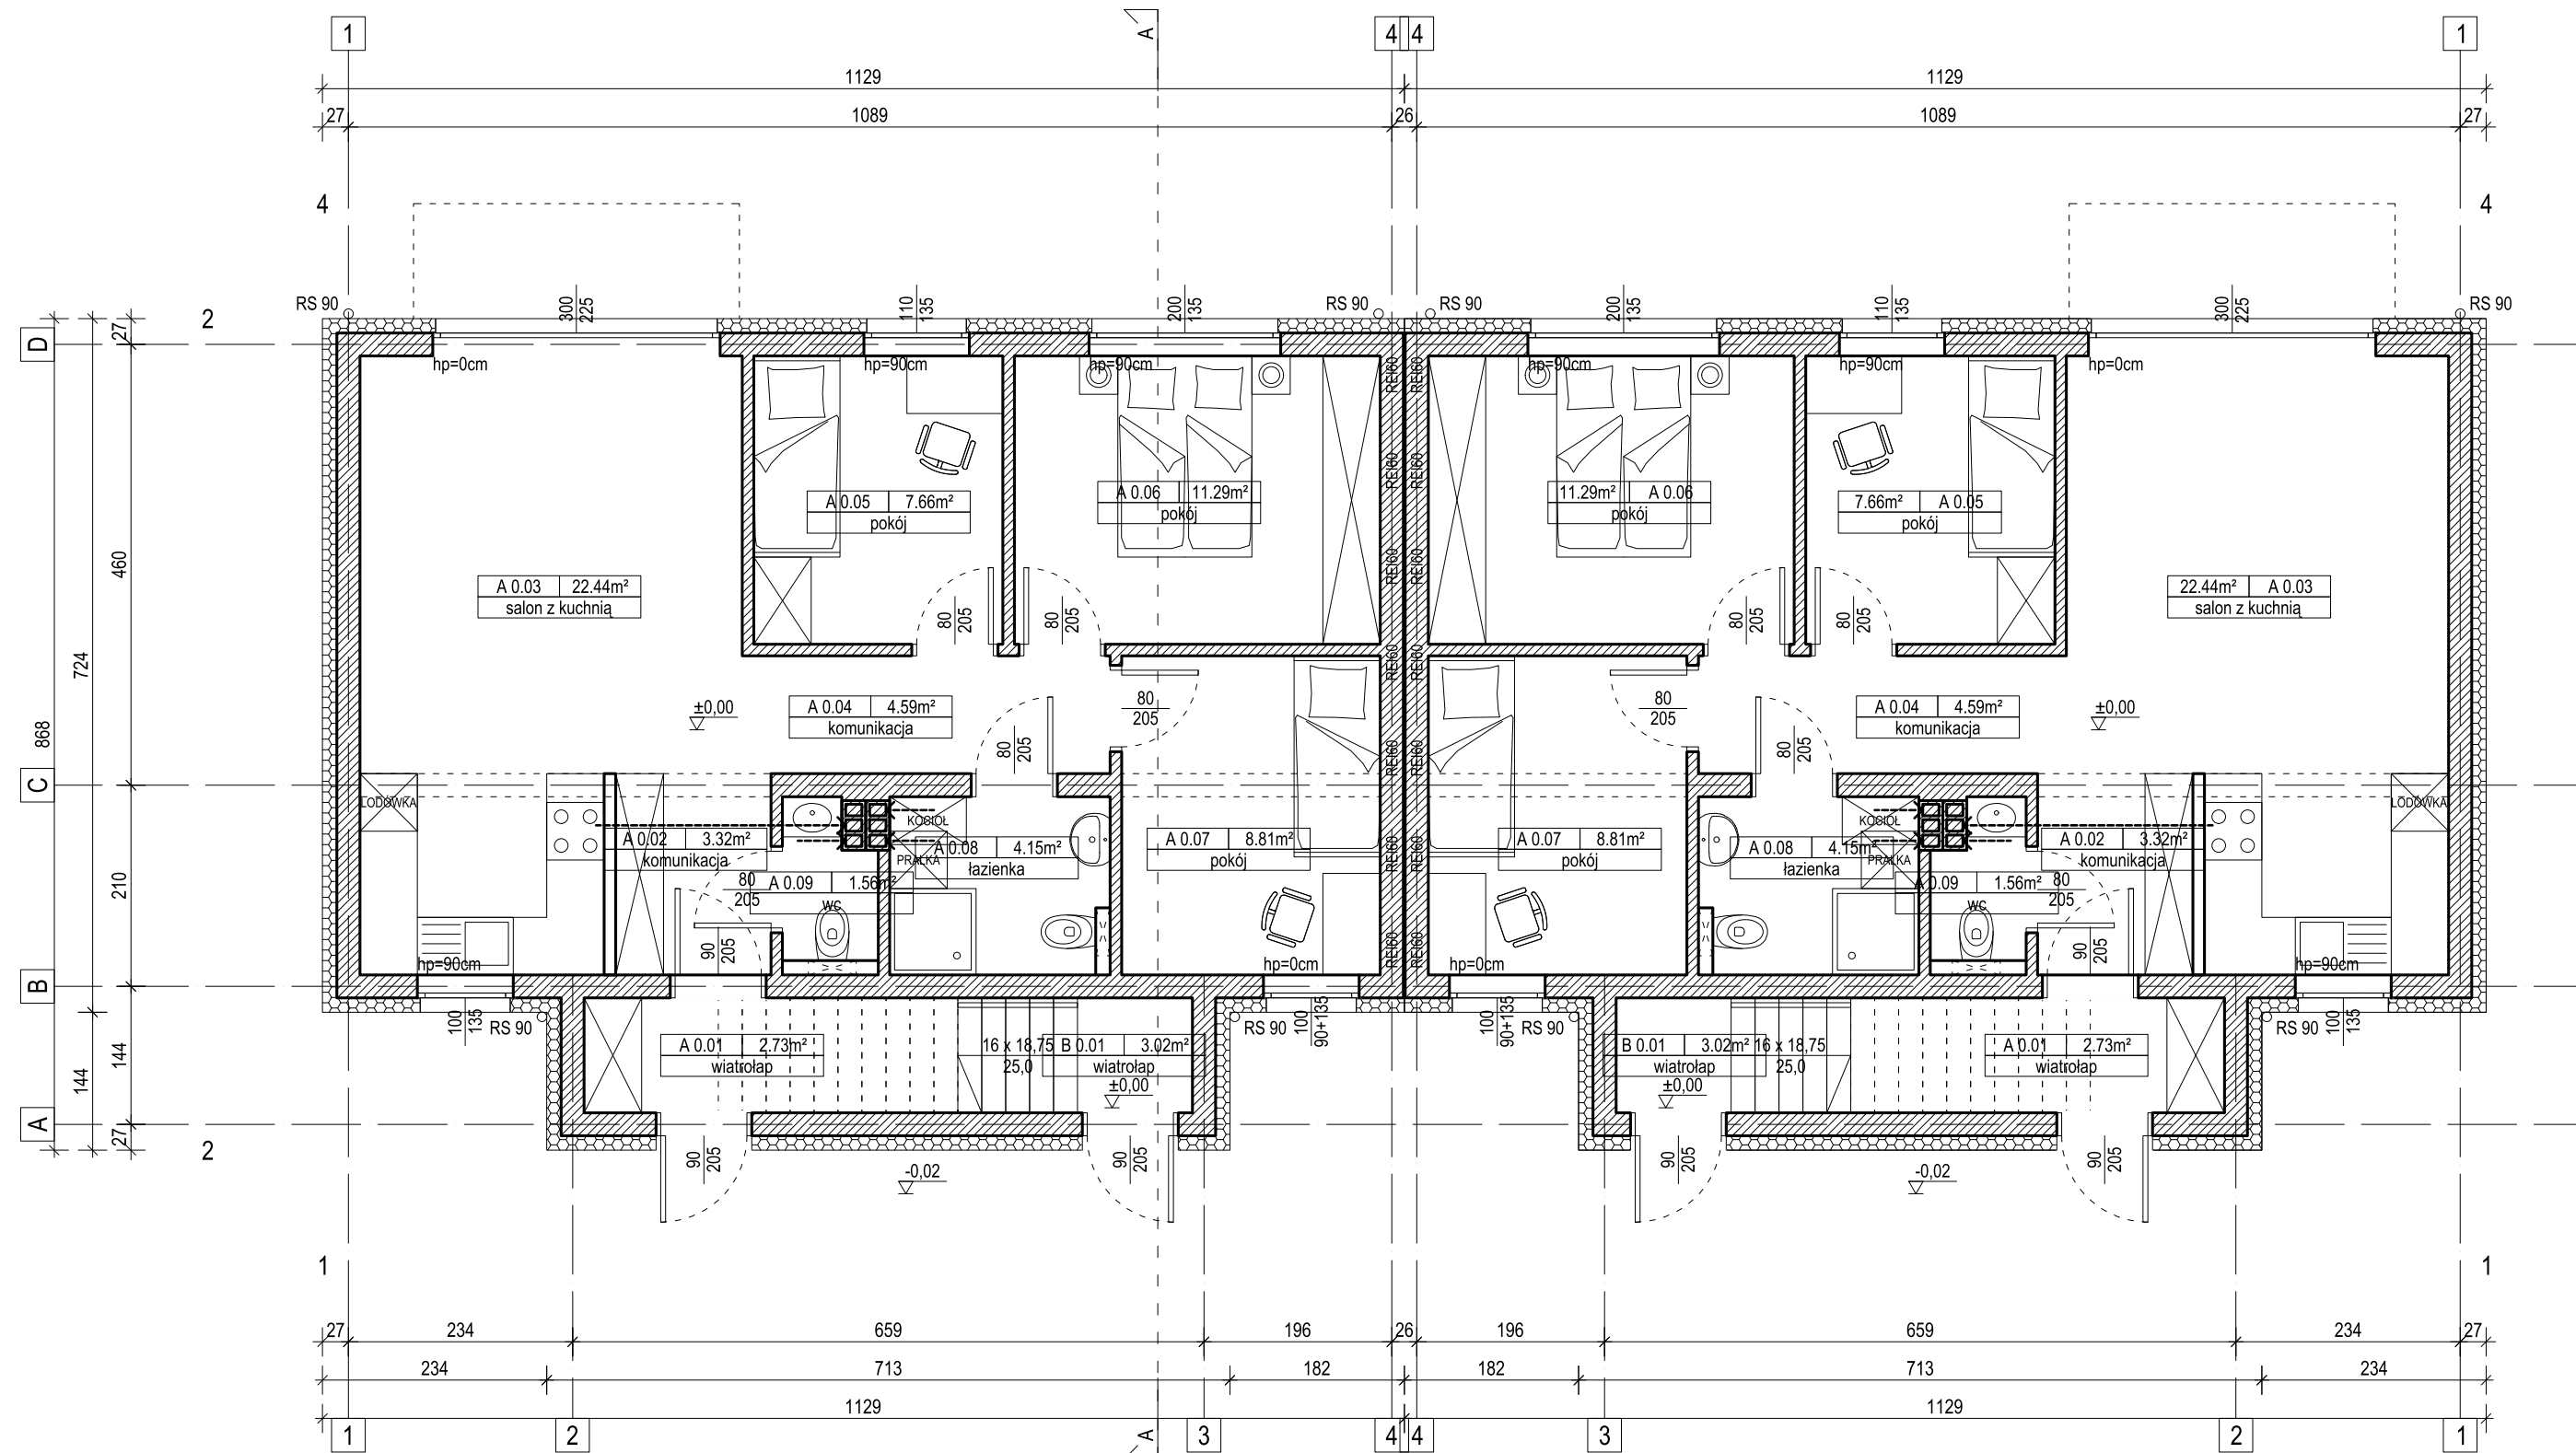 1 A 4 4 1
1129 1129
27 1089 26 1089 27
4 4
RS 90 300 225 110 135 200 135 RS 90 RS 90 200 135 110 135 300 225 RS 90
2 27
D
hp=0cm hp=90cm hp=90cm hp=90cm hp=90cm hp=0cm
REI60 REI60
REI60 REI60
A 0.05 7.66m² A 0.06 11.29m² 11.29m² A 0.06 7.66m² A 0.05
pokój pokój pokój pokój
460
REI60 REI60
A 0.03 22.44m² 22.44m² A 0.03
salon z kuchnią salon z kuchnią
80 205 80 205 80 205 80 205
724
868
REI60 REI60
±0,00 A 0.04 4.59m² 80 205 80 205 A 0.04 4.59m² ±0,00
komunikacja komunikacja
80 205 80 205
REI60 REI60
C
LODÓWKA LODÓWKA
KOCIOŁ KOCIOŁ
A 0.02 3.32m² A 0.08 4.15m² A 0.07 8.81m² A 0.07 8.81m² A 0.08 4.15m² A 0.02 3.32m²
komunikacja PRALKA łazienka pokój pokój łazienka PRALKA komunikacja
REI60 REI60
210
80 205 A 0.09 1.56m² A 0.09 1.56m² 80 205
wc wc
90 205 90 205
REI60 REI60
hp=90cm hp=0cm hp=0cm hp=90cm
B
100 135 RS 90 RS 90 100 90+135 100 90+135 RS 90 RS 90 100 135
144
144
A 0.01 2.73m² 16 x 18,75 B 0.01 3.02m² B 0.01 3.02m² 16 x 18,75 A 0.01 2.73m²
wiatrołap 25,0 wiatrołap wiatrołap 25,0 wiatrołap
±0,00 ±0,00
A
27
2
90 205 -0,02 90 205 90 205 -0,02 90 205
1 1
27 234 659 196 26 196 659 234 27
234 713 182 182 713 234
1129 1129
1 2 A 3 4 4 3 2 1